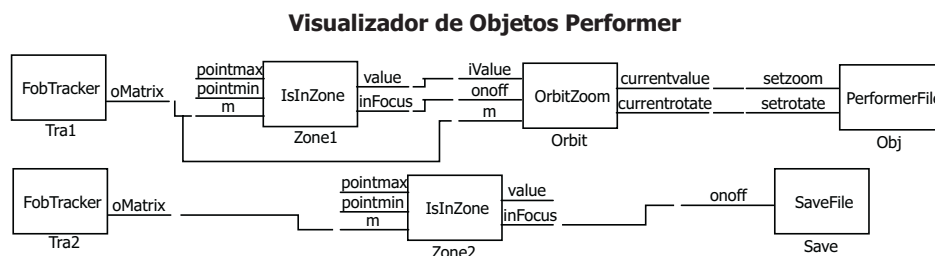 Visualizador de Objetos Performer
FobTracker
oMatrix
Tra1
pointmax
pointmin
m
IsInZone
value
inFocus
Zone1
iValue
onoff
m
OrbitZoom
currentvalue
currentrotate
Orbit
setzoom
setrotate
PerformerFile
Obj
FobTracker
oMatrix
Tra2
pointmax
pointmin
m
IsInZone
value
inFocus
Zone2
onoff
SaveFile
Save